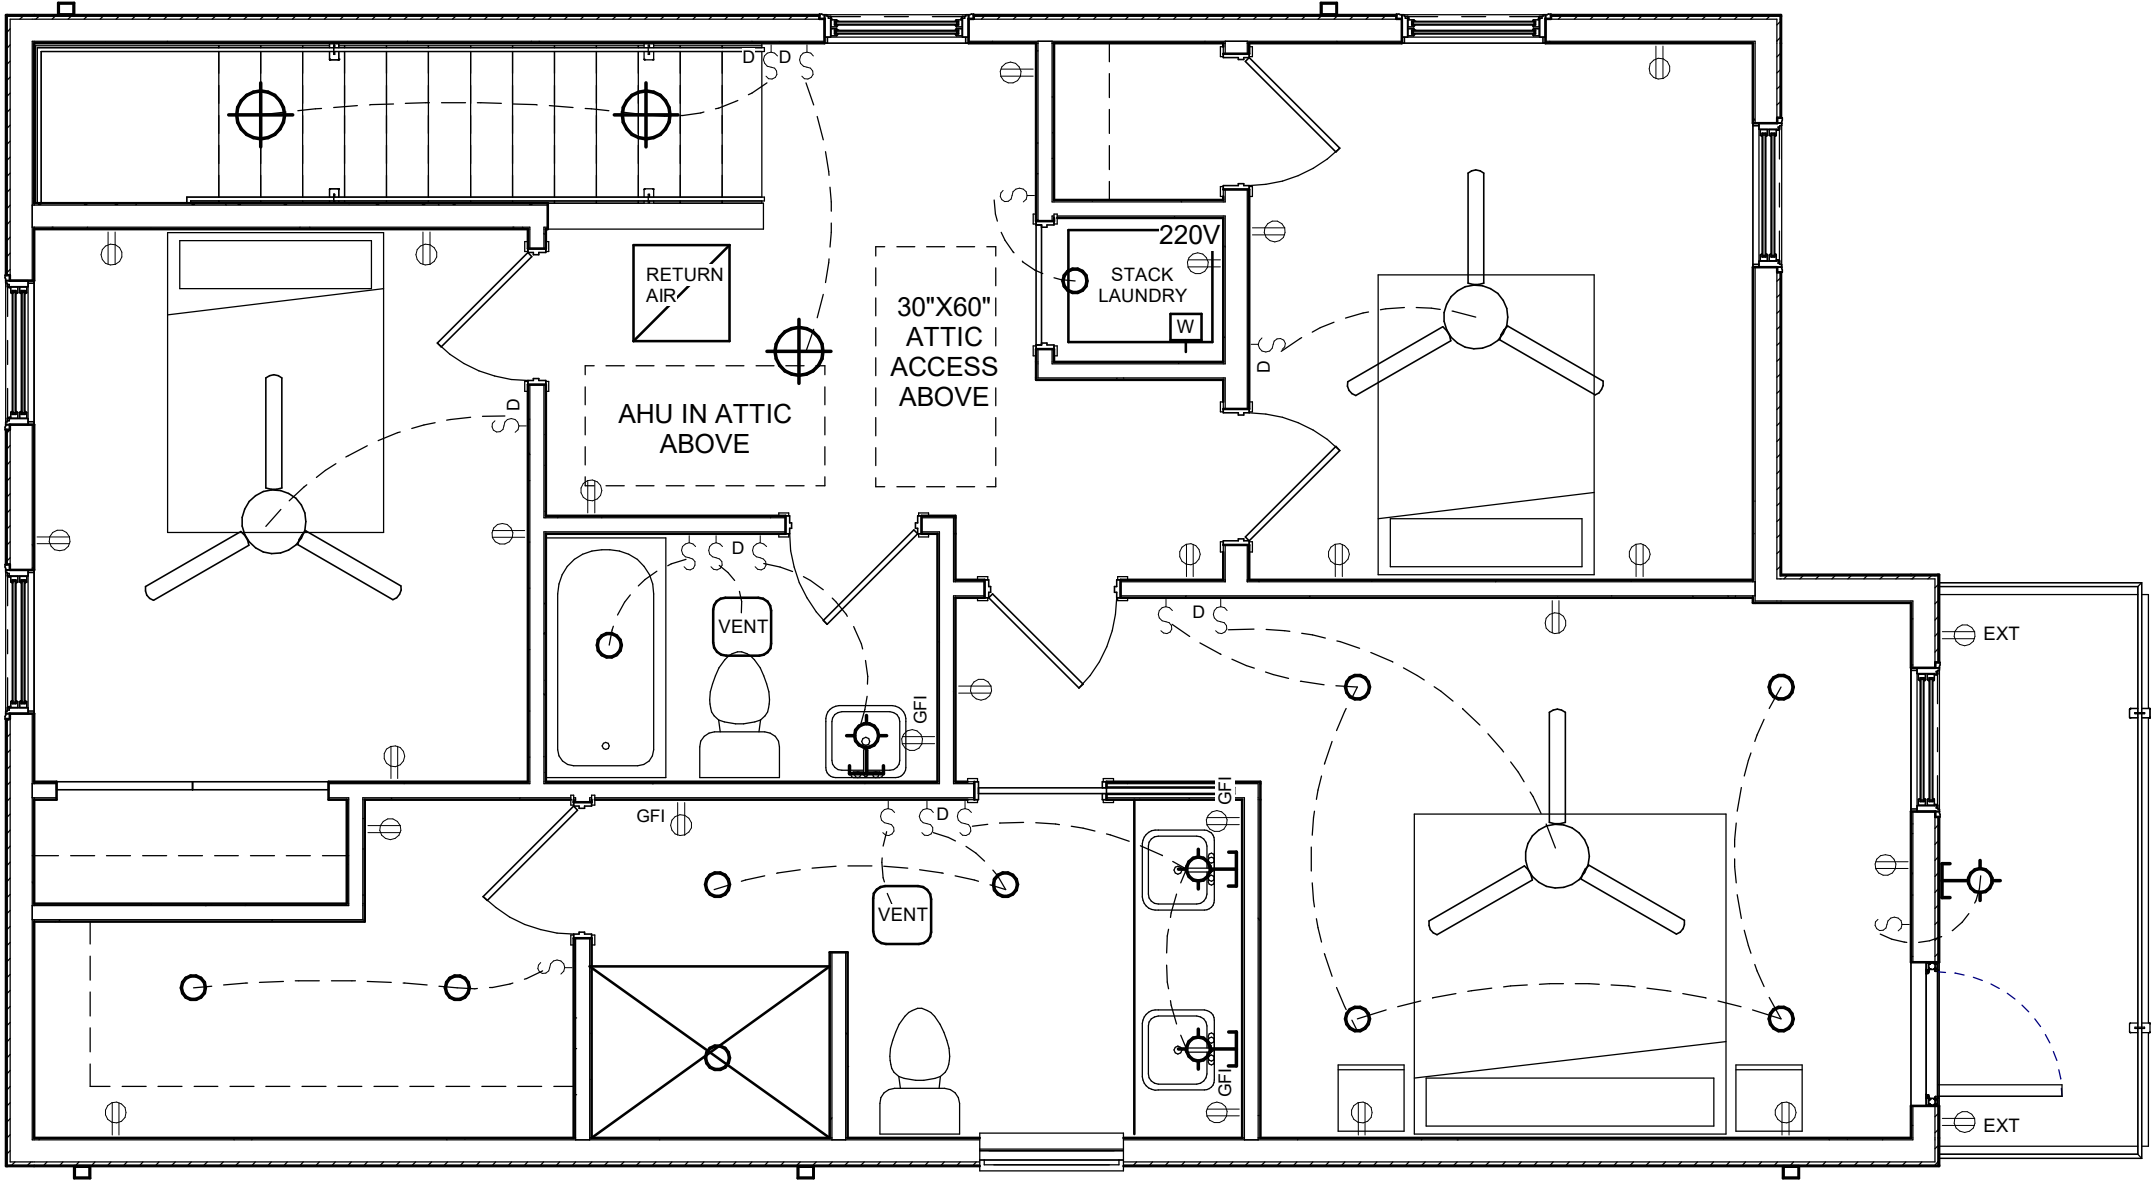 D
D
220V
RETURN
AIR
STACK
LAUNDRY
W
30"X60"
ATTIC
ACCESS
ABOVE
D
D
AHU IN ATTIC
ABOVE
D
VENT
D
EXT
GFI
GFI
GFI
D
VENT
GFI
EXT